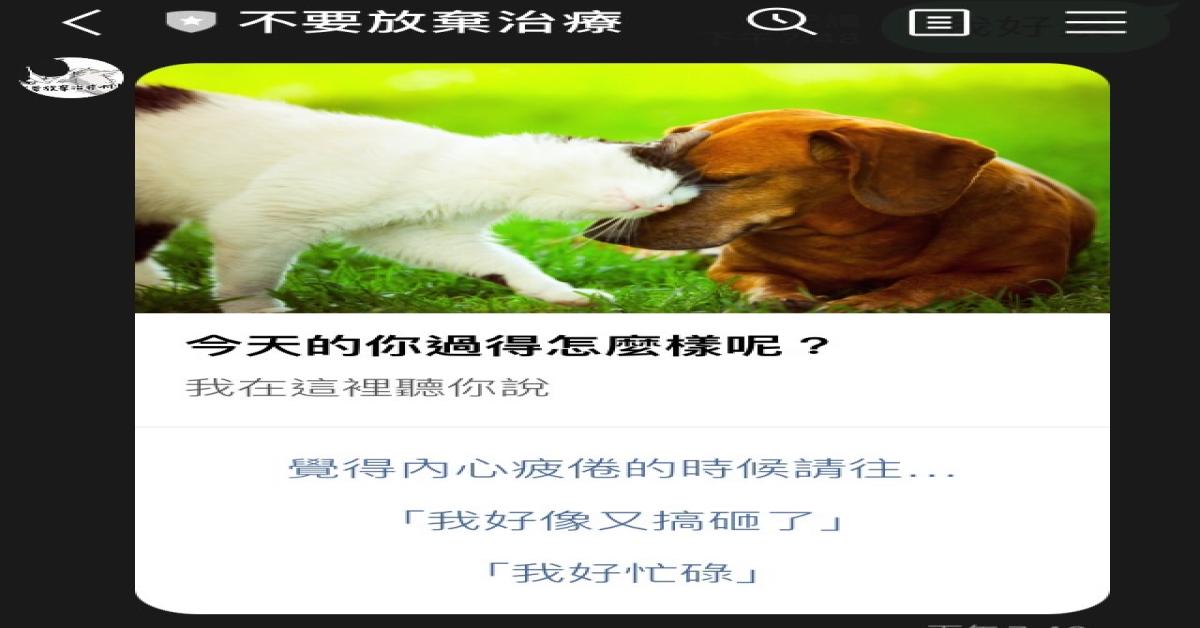 不要放棄治療
今天的你過得怎麼樣呢？
我在這裡聽你說
覺得內心疲倦的時候請往...
「我好像又搞砸了」
「我好忙碌」